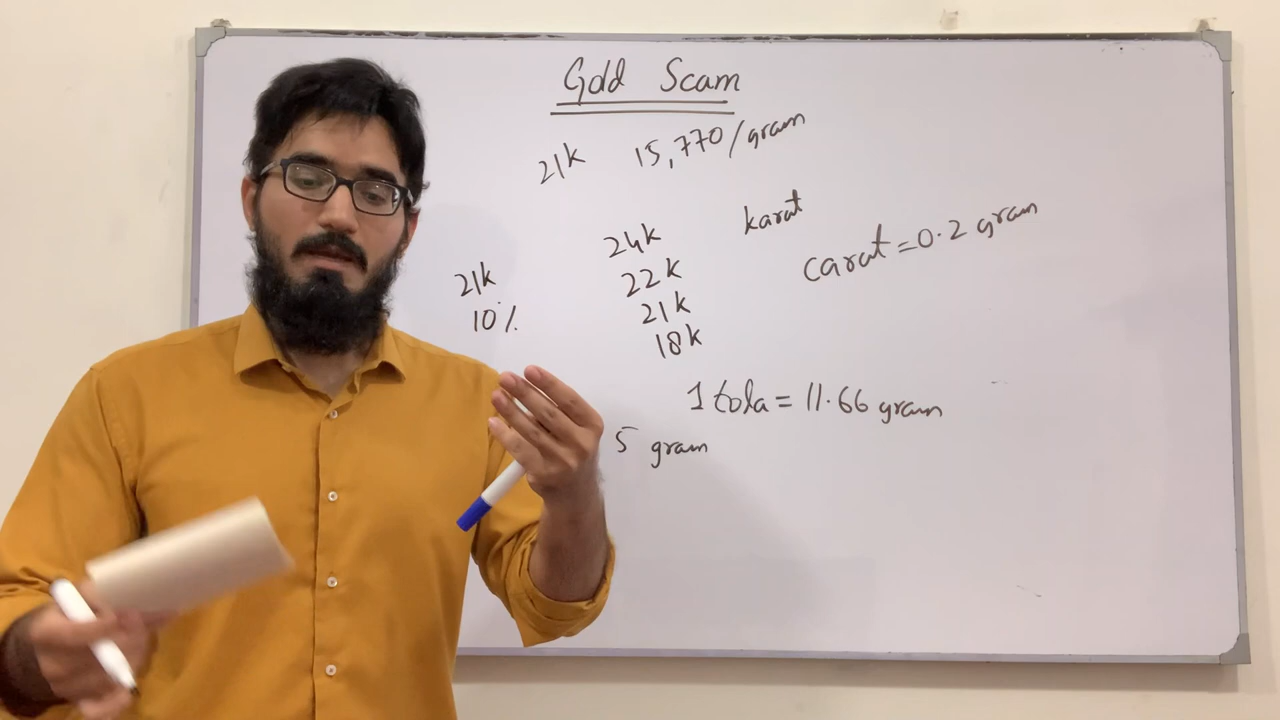 Gold Scam
21k 15,770/gram
24k
karat
22k
carat = 0.2 gram
21k
21k
10%
18k
1 tola = 11.66 gram
5 gram